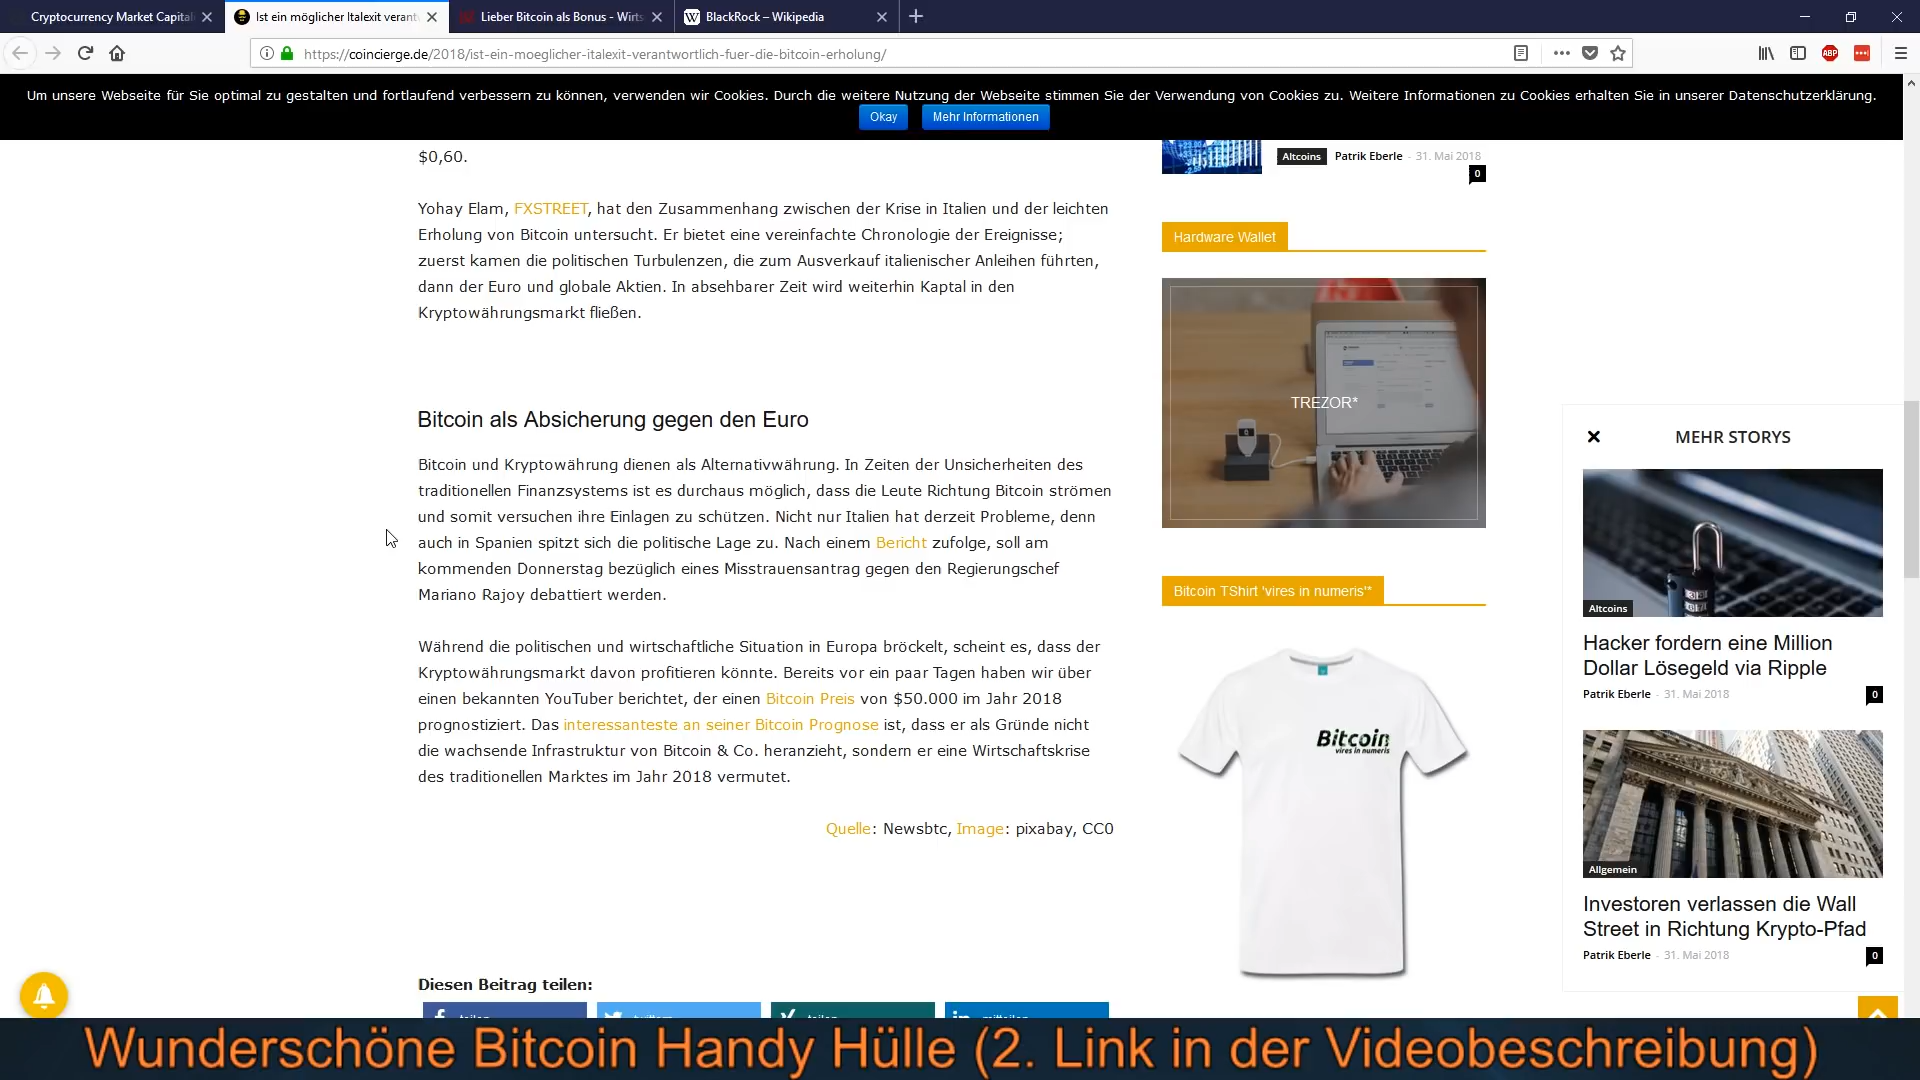 Cryptocurrency Market Capital
Ist ein möglicher Italexit verant
Lieber Bitcoin als Bonus - Wirts
BlackRock – Wikipedia
https://coincierge.de/2018/ist-ein-moeglicher-italexit-verantwortlich-fuer-die-bitcoin-erholung/
ABP
Um unsere Webseite für Sie optimal zu gestalten und fortlaufend verbessern zu können, verwenden wir Cookies. Durch die weitere Nutzung der Webseite stimmen Sie der Verwendung von Cookies zu. Weitere Informationen zu Cookies erhalten Sie in unserer Datenschutzerklärung.
Okay
Mehr Informationen
$0,60.
Yohay Elam, FXSTREET, hat den Zusammenhang zwischen der Krise in Italien und der leichten
Erholung von Bitcoin untersucht. Er bietet eine vereinfachte Chronologie der Ereignisse;
zuerst kamen die politischen Turbulenzen, die zum Ausverkauf italienischer Anleihen führten,
dann der Euro und globale Aktien. In absehbarer Zeit wird weiterhin Kaptal in den
Kryptowährungsmarkt fließen.
Bitcoin als Absicherung gegen den Euro
Bitcoin und Kryptowährung dienen als Alternativwährung. In Zeiten der Unsicherheiten des
traditionellen Finanzsystems ist es durchaus möglich, dass die Leute Richtung Bitcoin strömen
und somit versuchen ihre Einlagen zu schützen. Nicht nur Italien hat derzeit Probleme, denn
auch in Spanien spitzt sich die politische Lage zu. Nach einem Bericht zufolge, soll am
kommenden Donnerstag bezüglich eines Misstrauensantrag gegen den Regierungschef
Mariano Rajoy debattiert werden.
Während die politischen und wirtschaftliche Situation in Europa bröckelt, scheint es, dass der
Kryptowährungsmarkt davon profitieren könnte. Bereits vor ein paar Tagen haben wir über
einen bekannten YouTuber berichtet, der einen Bitcoin Preis von $50.000 im Jahr 2018
prognostiziert. Das interessanteste an seiner Bitcoin Prognose ist, dass er als Gründe nicht
die wachsende Infrastruktur von Bitcoin & Co. heranzieht, sondern er eine Wirtschaftskrise
des traditionellen Marktes im Jahr 2018 vermutet.
Quelle: Newsbtc, Image: pixabay, CC0
Diesen Beitrag teilen:
teilen
twittern
teilen
mitteilen
Altcoins Patrik Eberle - 31. Mai 2018
0
Hardware Wallet
TREZOR*
Bitcoin TShirt 'vires in numeris'*
Bitcoin
vires in numeris
MEHR STORYS
Altcoins
Hacker fordern eine Million
Dollar Lösegeld via Ripple
Patrik Eberle - 31. Mai 2018
0
Allgemein
Investoren verlassen die Wall
Street in Richtung Krypto-Pfad
Patrik Eberle - 31. Mai 2018
0
Wunderschöne Bitcoin Handy Hülle (2. Link in der Videobeschreibung)